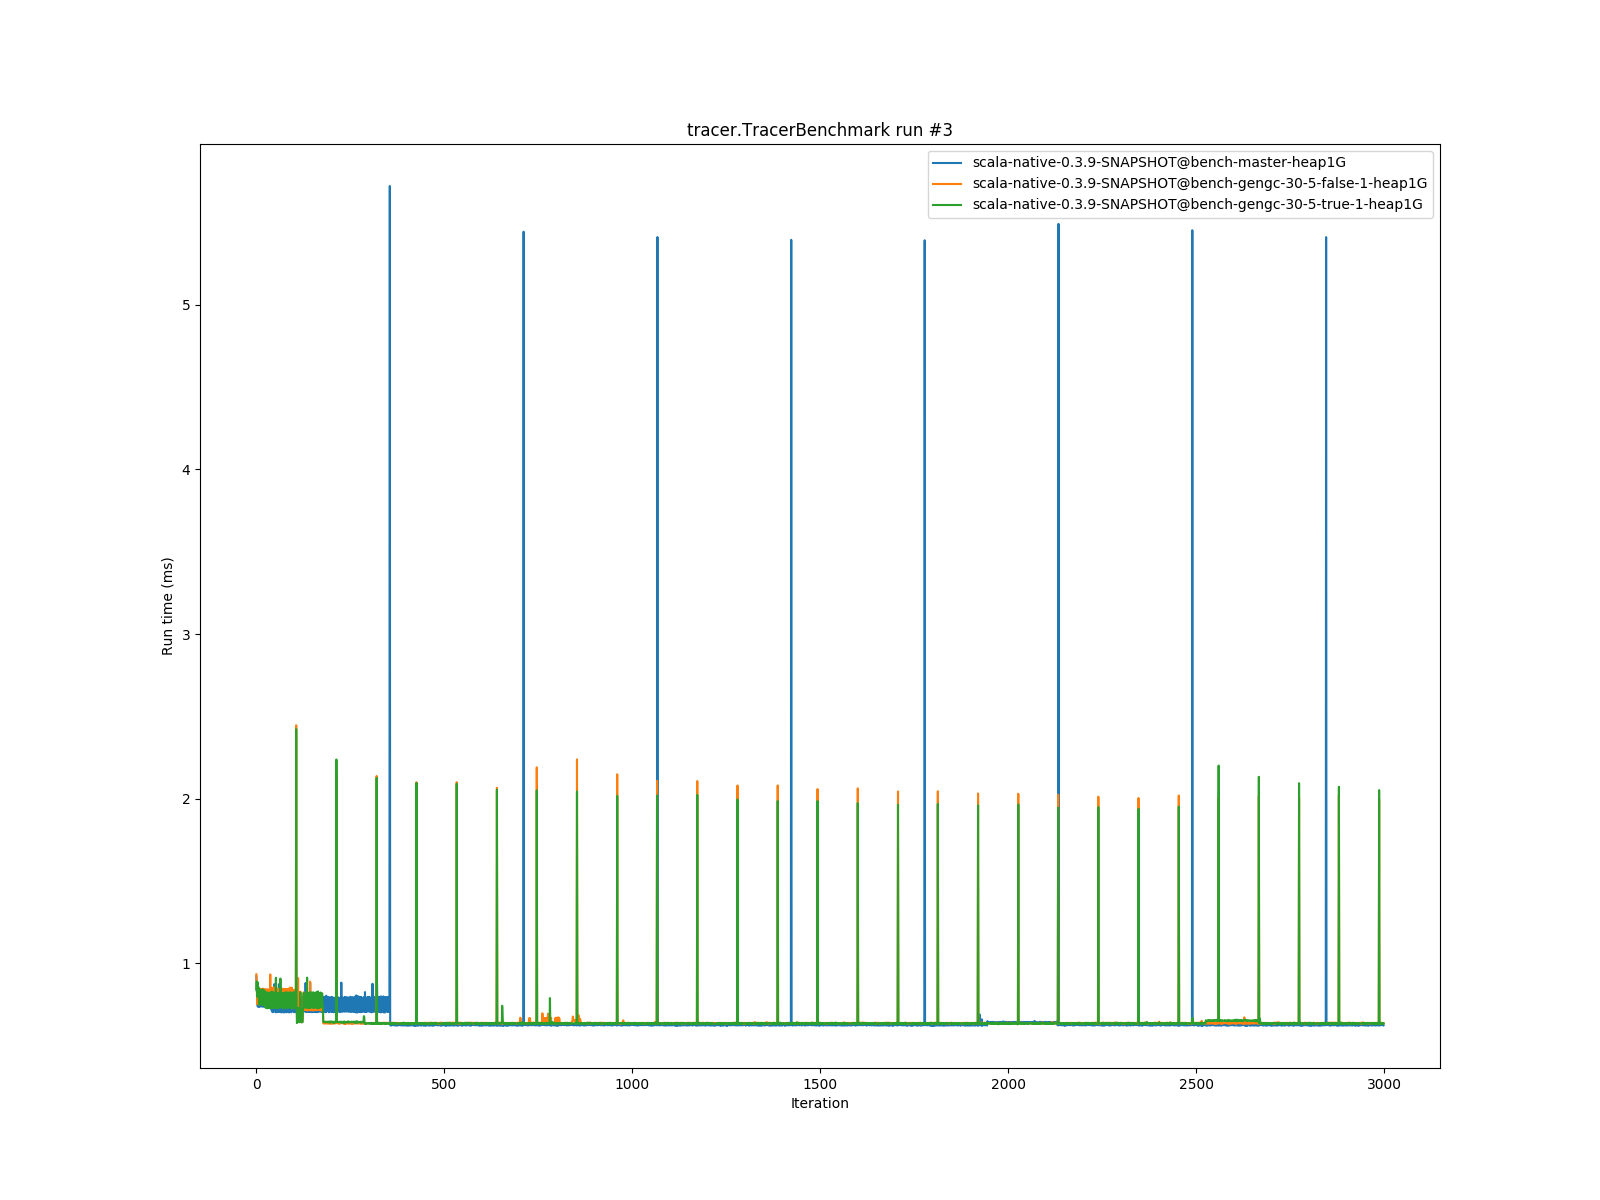 tracer.TracerBenchmark run #3
scala-native-0.3.9-SNAPSHOT@bench-master-heap1G
scala-native-0.3.9-SNAPSHOT@bench-gengc-30-5-false-1-heap1G
scala-native-0.3.9-SNAPSHOT@bench-gengc-30-5-true-1-heap1G
5
4
3
2
1
Run time (ms)
0
500
1000
1500
2000
2500
3000
Iteration